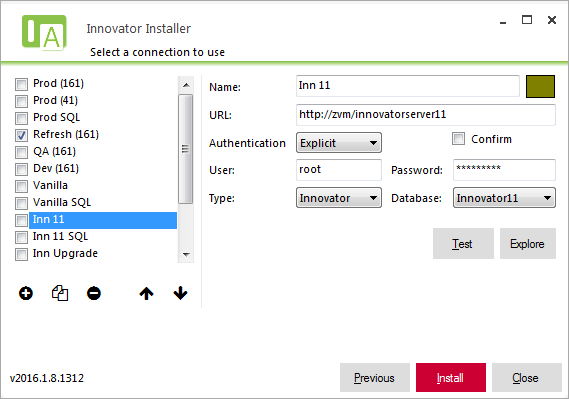 IA
Innovator Installer
Select a connection to use
Prod (161)
Prod (41)
Prod SQL
Refresh (161)
QA (161)
Dev (161)
Vanilla
Vanilla SQL
Inn 11
Inn 11 SQL
Inn Upgrade
Name: Inn 11
URL: http://zvm/innovatorserver11
Authentication Explicit Confirm
User: root Password: *********
Type: Innovator Database: Innovator11
Test Explore
v2016.1.8.1312
Previous Install Close